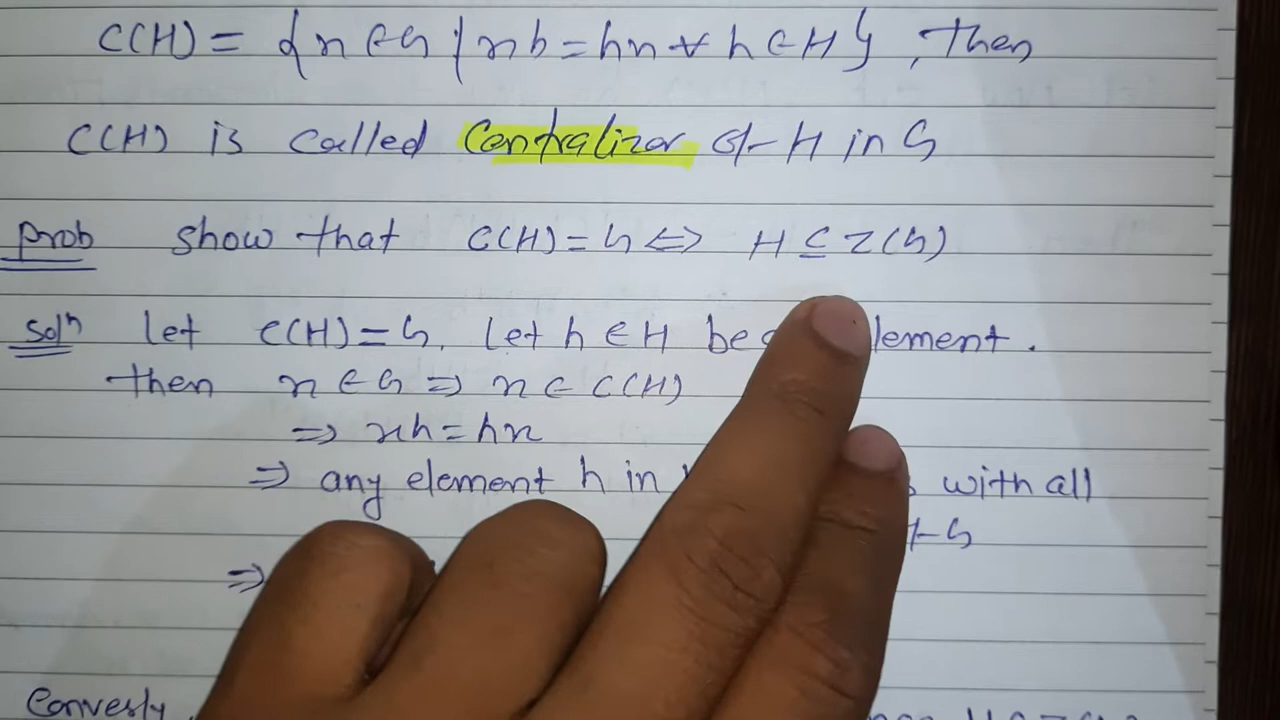 C(H) = {x ∈ G | xh = hx ∀ h ∈ H}, Then
C(H) is called Centralizer of H in G
prob show that C(H) = G ⇔ H ⊆ Z(G)
Solⁿ Let C(H) = G. Let h ∈ H be element.
then x ∈ G ⇒ x ∈ C(H)
⇒ xh = hx
⇒ any element h in with all
G
⇒
Conversly